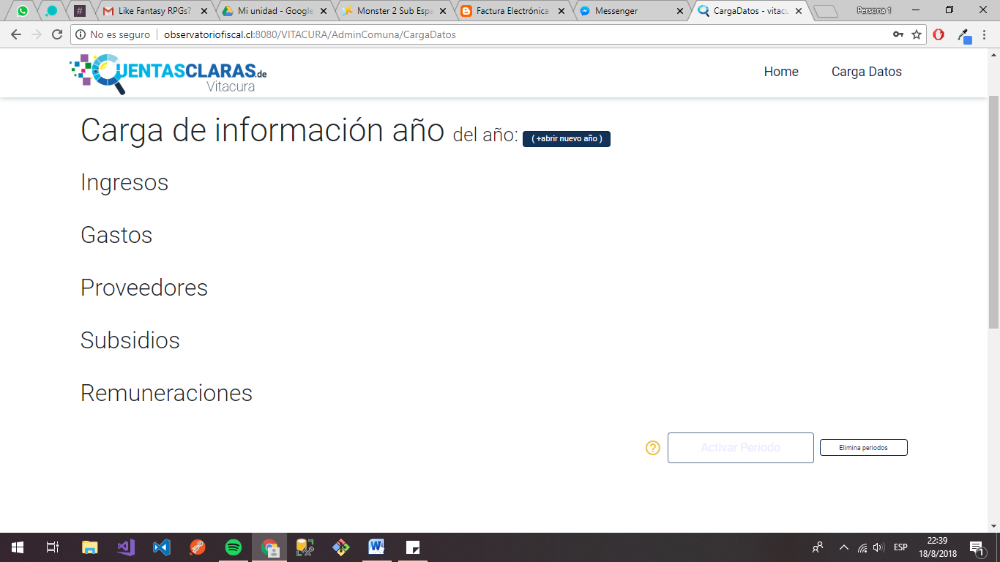 Like Fantasy RPGs?
Mi unidad - Google
Monster 2 Sub Espa
Factura Electrónica
Messenger
CargaDatos - vitacu
Persona 1
No es seguro
observatoriofiscal.cl:8080/VITACURA/AdminComuna/CargaDatos
CUENTASCLARAS.de
Vitacura
Home
Carga Datos
Carga de información año del año: ( +abrir nuevo año )
Ingresos
Gastos
Proveedores
Subsidios
Remuneraciones
? Activar Periodo
Elimina periodos
ESP
22:39
18/8/2018
1